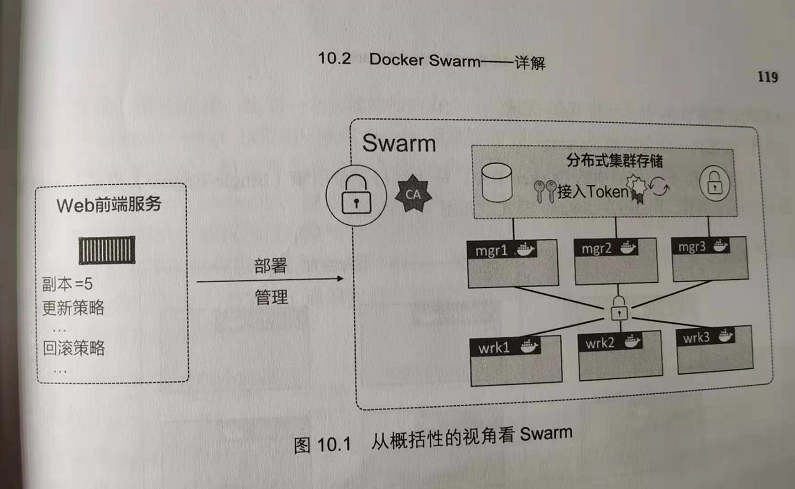 10.2 Docker Swarm——详解
119
Swarm
CA
分布式集群存储
接入Token
Web前端服务
副本=5
更新策略
…
回滚策略
…
部署
管理
mgr1
mgr2
mgr3
wrk1
wrk2
wrk3
图 10.1 从概括性的视角看 Swarm